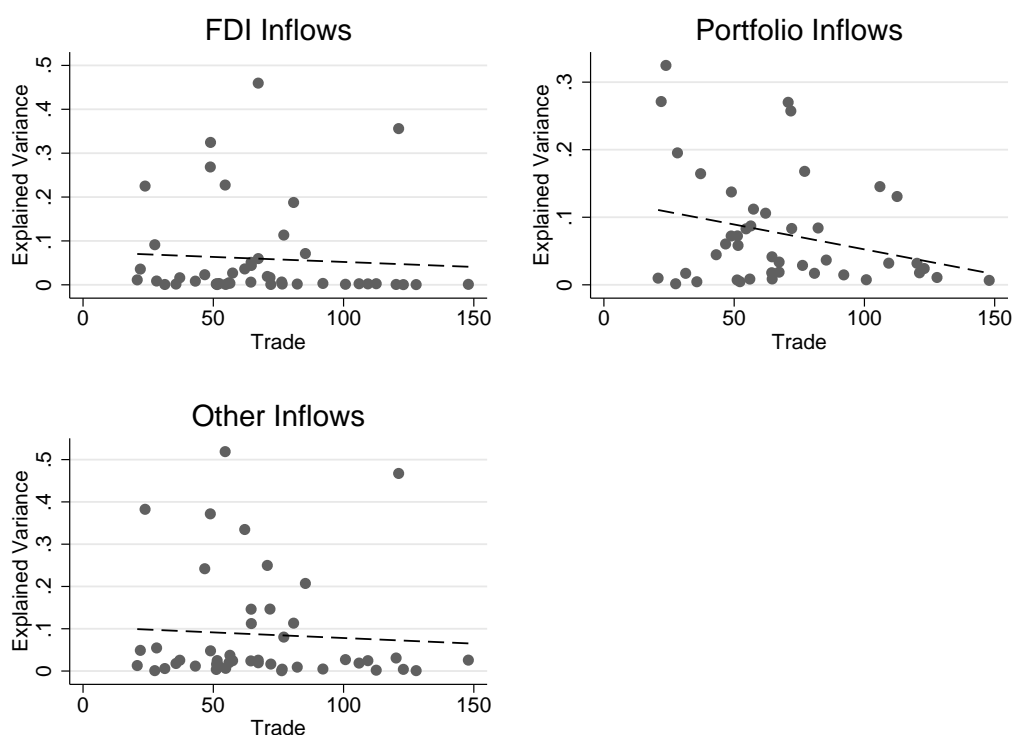 FDI Inflows
Explained Variance
.5
.4
.3
.2
.1
0
0 50 100 150
Trade
Portfolio Inflows
Explained Variance
.3
.2
.1
0
0 50 100 150
Trade
Other Inflows
Explained Variance
.5
.4
.3
.2
.1
0
0 50 100 150
Trade